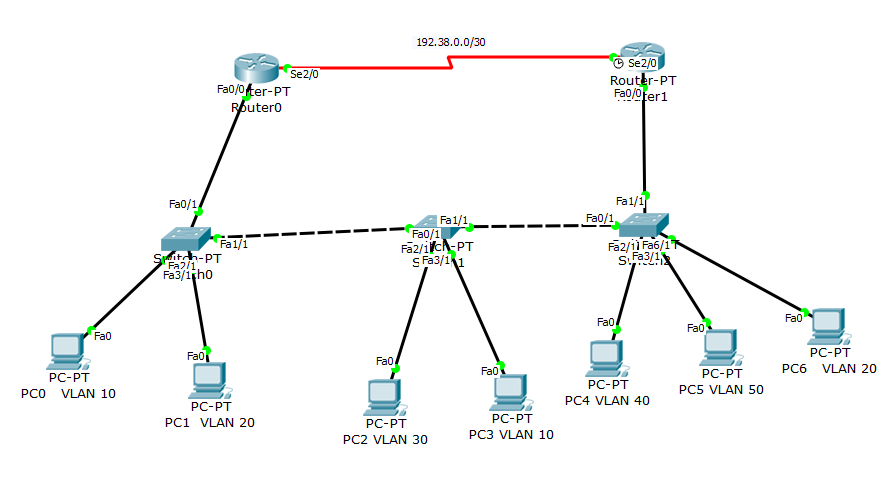 192.38.0.0/30
Se2/0
Se2/0
Fa0/0
Router0
Router-PT
Fa0/0
Fa0/1
Fa1/1
Fa2/1
Fa3/1
Fa1/1
Fa0/1
Fa2/1
Fa3/1
Fa1/1
Fa0/1
Fa6/1
Fa3/1
Fa0
Fa0
Fa0
Fa0
Fa0
Fa0
Fa0
PC-PT
PC0 VLAN 10
PC-PT
PC1 VLAN 20
PC-PT
PC2 VLAN 30
PC-PT
PC3 VLAN 10
PC-PT
PC4 VLAN 40
PC-PT
PC5 VLAN 50
PC-PT
PC6 VLAN 20